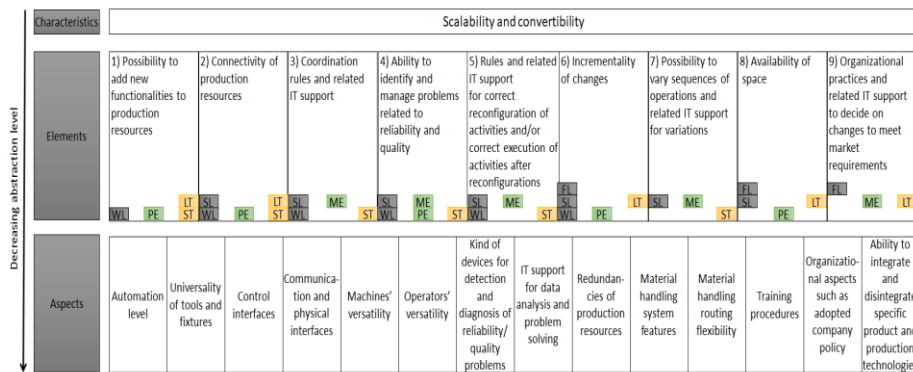 Decreasing abstraction level
Characteristics
Scalability and convertibility
Elements
1) Possibility to
add new
functionalities to
production
resources
WL PE LT
ST
2) Connectivity of
production
resources
SL
WL PE LT
ST
3) Coordination
rules and related
IT support
SL
WL ME ST
4) Ability to
identify and
manage problems
related to
reliability and
quality
SL
WL ME
PE ST
5) Rules and related
IT support
for correct
reconfiguration of
activities and/or
correct execution of
activities after
reconfigurations
SL
WL ME ST
6) Incrementality
of changes
FL
SL
WL PE LT
7) Possibility to
vary sequences of
operations and
related IT support
for variations
SL ME ST
8) Availability of
space
FL
SL PE LT
9) Organizational
practices and
related IT support
to decide on
changes to meet
market
requirements
FL ME LT
Aspects
Automation
level
Universality
of tools and
fixtures
Control
interfaces
Communica-
tion and
physical
interfaces
Machines'
versatility
Operators'
versatility
Kind of
devices for
detection
and
diagnosis of
reliability/
quality
problems
IT support
for data
analysis and
problem
solving
Redundancies
of production
resources
Material
handling
system
features
Material
handling
routing
flexibility
Training
procedures
Organizatio-
nal aspects
such as
adopted
company
policy
Ability to
integrate
and
disintegrate
specific
product and
production
technologie